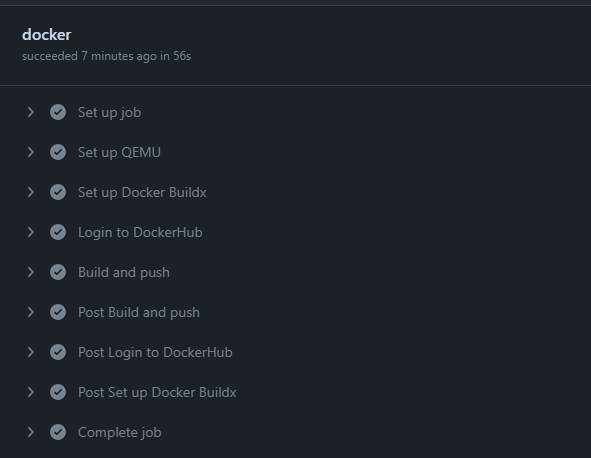 docker
succeeded 7 minutes ago in 56s
Set up job
Set up QEMU
Set up Docker Buildx
Login to DockerHub
Build and push
Post Build and push
Post Login to DockerHub
Post Set up Docker Buildx
Complete job